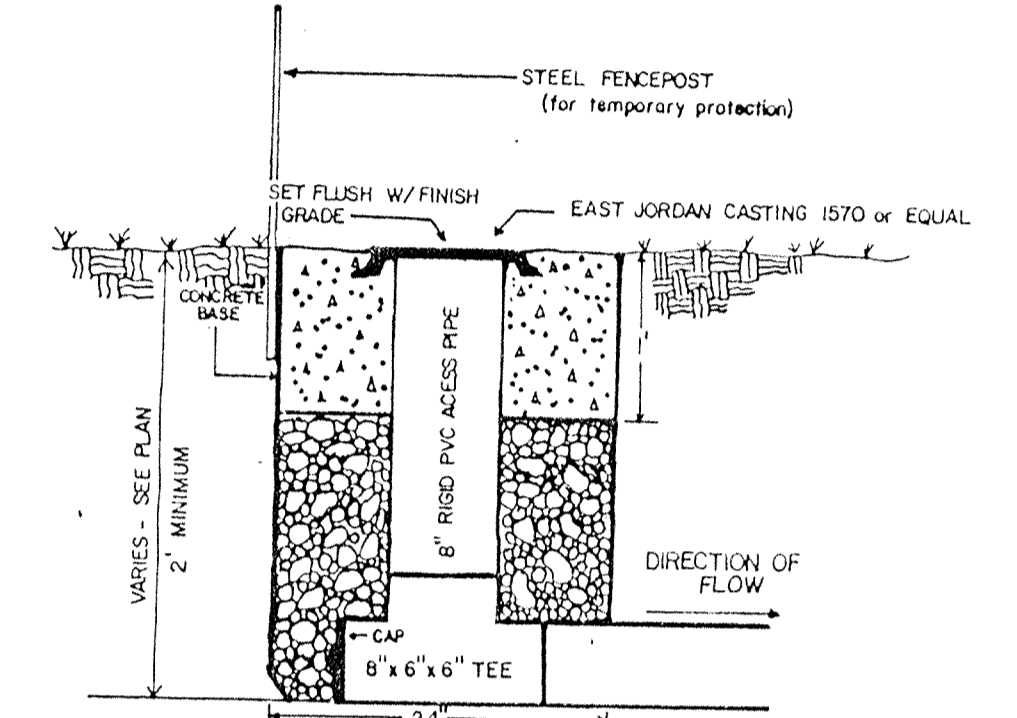 STEEL FENCEPOST
(for temporary protection)
SET FLUSH W/ FINISH
GRADE
EAST JORDAN CASTING 1570 or EQUAL
CONCRETE
BASE
8" RIGID PVC ACESS PIPE
VARIES - SEE PLAN
2' MINIMUM
DIRECTION OF
FLOW
CAP
8"x 6"x 6" TEE
24"